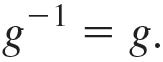 g⁻¹ = g.